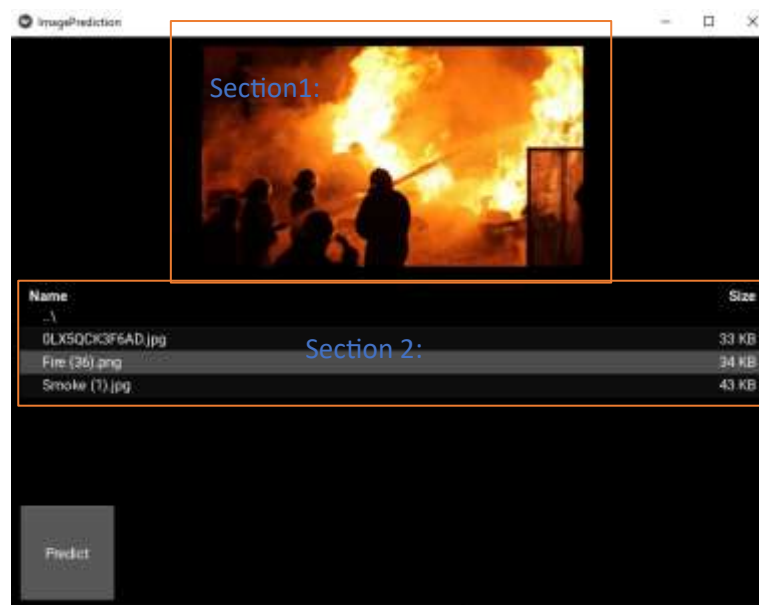 ImagePrediction
Section1:
Name Size
..\
0LX5QCK3F6AD.jpg 33 KB
Section 2:
Fire (36).png 34 KB
Smoke (1).jpg 43 KB
Predict